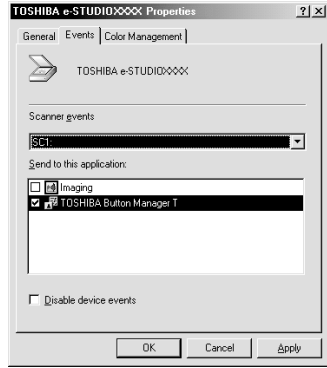 TOSHIBA e-STUDIOXXXX Properties
General Events Color Management
TOSHIBA e-STUDIOXXXX
Scanner events
SC1:
Send to this application:
Imaging
TOSHIBA Button Manager T
Disable device events
OK Cancel Apply